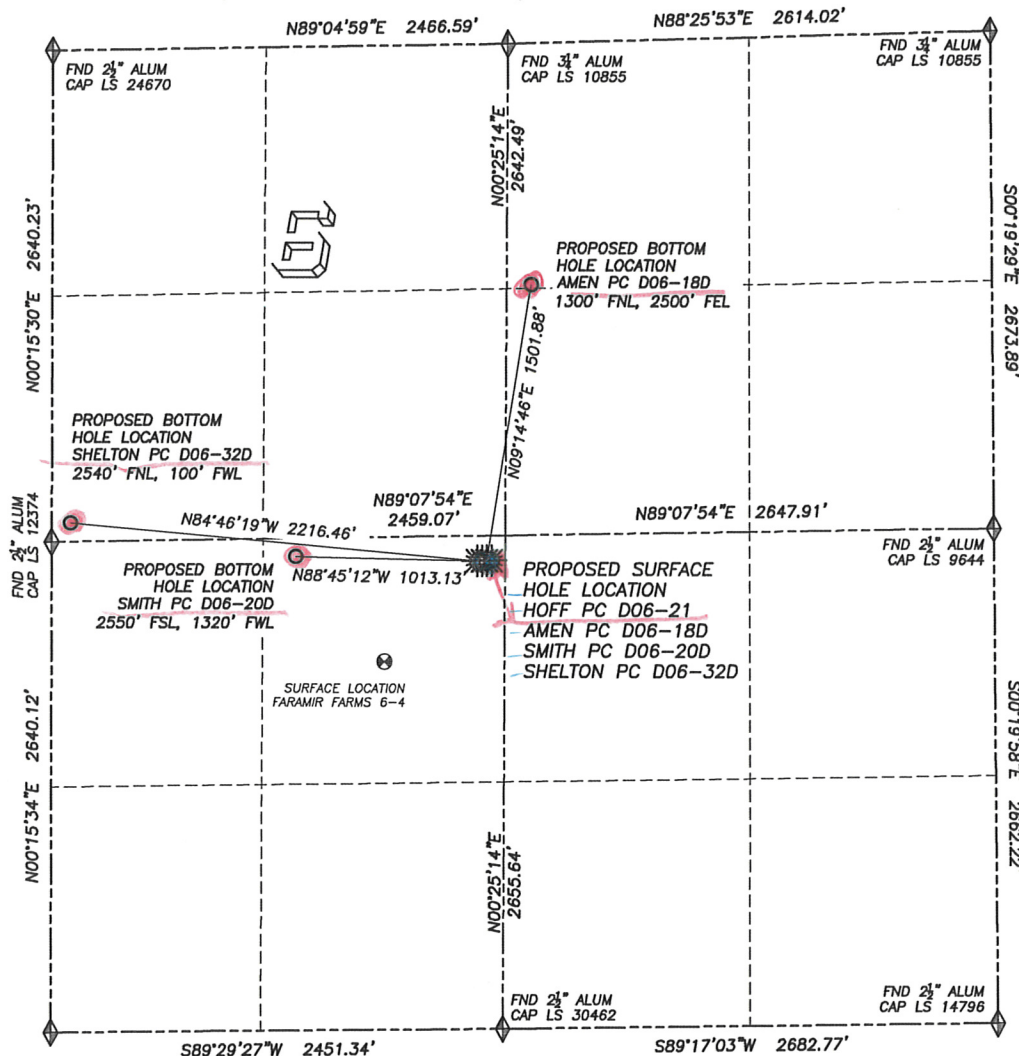 N89°04'59"E 2466.59'
N88°25'53"E 2614.02'
FND 2½" ALUM
CAP LS 24670
FND 3¼" ALUM
CAP LS 10855
FND 3¼" ALUM
CAP LS 10855
N00°25'14"E
2642.49'
N00°15'30"E 2640.23'
S00°19'29"E 2673.89'
PROPOSED BOTTOM
HOLE LOCATION
AMEN PC D06-18D
1300' FNL, 2500' FEL
N09°14'46"E 1501.88'
PROPOSED BOTTOM
HOLE LOCATION
SHELTON PC D06-32D
2540' FNL, 100' FWL
FND 2½" ALUM
CAP LS 12374
N84°46'19"W 2216.46'
N89°07'54"E
2459.07'
N89°07'54"E 2647.91'
FND 2½" ALUM
CAP LS 9644
PROPOSED BOTTOM
HOLE LOCATION
SMITH PC D06-20D
2550' FSL, 1320' FWL
N88°45'12"W 1013.13'
PROPOSED SURFACE
HOLE LOCATION
HOFF PC D06-21
AMEN PC D06-18D
SMITH PC D06-20D
SHELTON PC D06-32D
SURFACE LOCATION
FARAMIR FARMS 6-4
N00°15'34"E 2640.12'
S00°19'58"E 2662.22'
N00°25'14"E
2655.64'
FND 2½" ALUM
CAP LS 30462
FND 2½" ALUM
CAP LS 14796
S89°29'27"W 2451.34'
S89°17'03"W 2682.77'